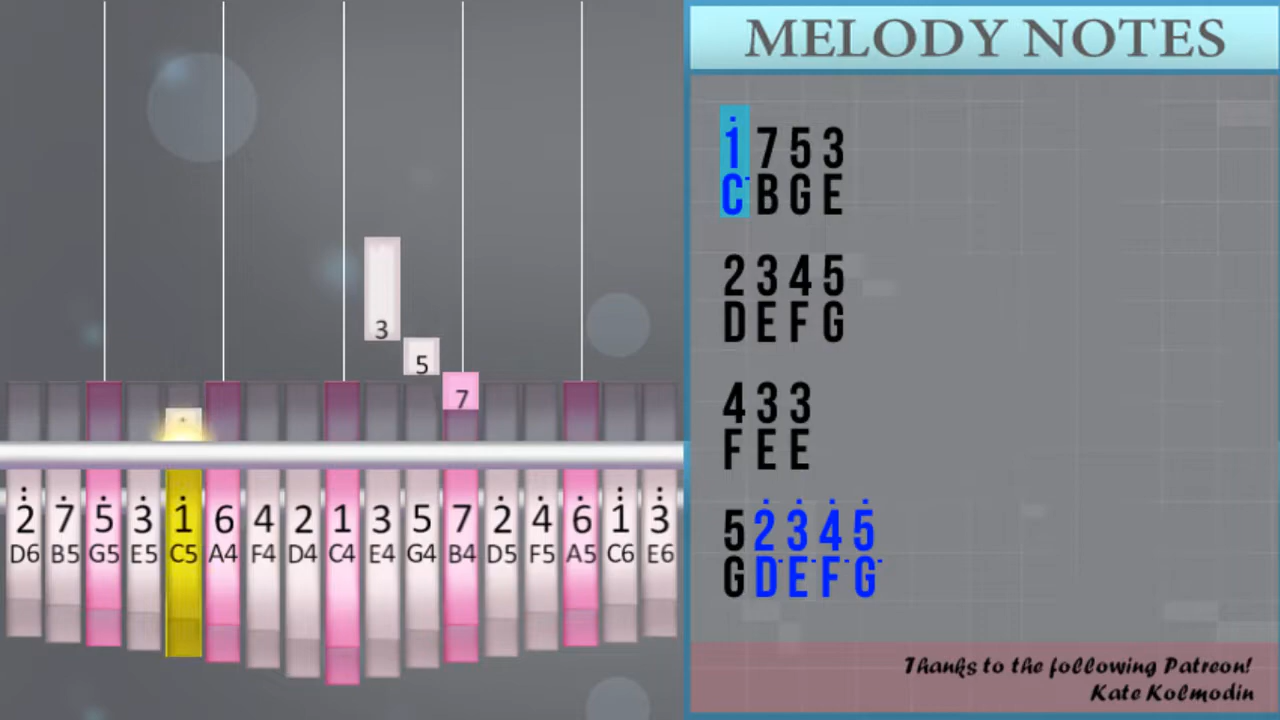 MELODY NOTES
1̇ 7 5 3
C° B G E
2 3 4 5
D E F G
4 3 3
F E E
5 2̇ 3̇ 4̇ 5̇
G D° E° F° G°
3
5
7
2̈ 7̇ 5̇ 3̇ 1̇ 6 4 2 1 3 5 7 2̇ 4̇ 6̇ 1̈ 3̈
D6 B5 G5 E5 C5 A4 F4 D4 C4 E4 G4 B4 D5 F5 A5 C6 E6
Thanks to the following Patreon!
Kate Kolmodin